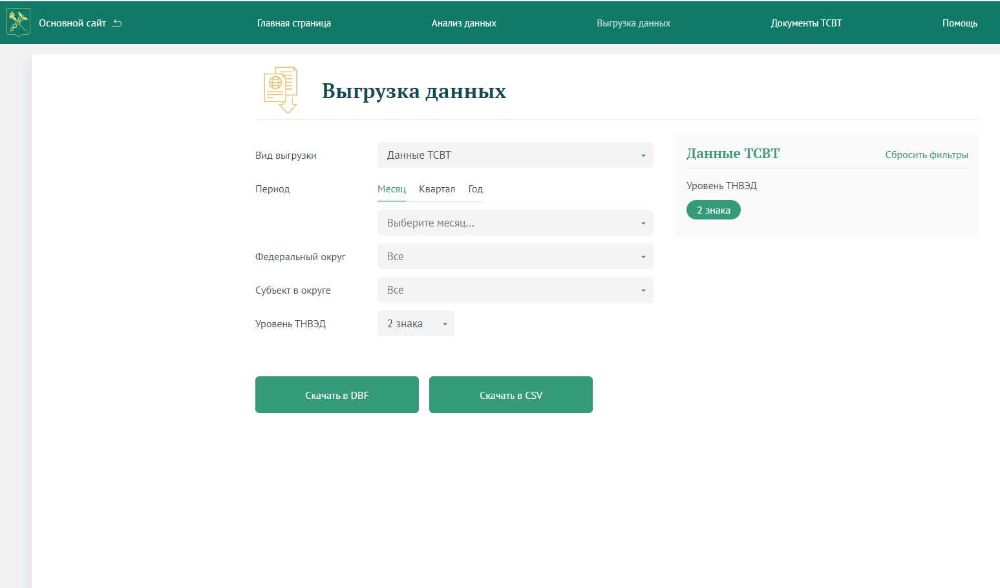 Основной сайт
Главная страница
Анализ данных
Выгрузка данных
Документы ТСВТ
Помощь
Выгрузка данных
Вид выгрузки
Данные ТСВТ
Период
Месяц Квартал Год
Выберите месяц...
Федеральный округ
Все
Субъект в округе
Все
Уровень ТНВЭД
2 знака
Скачать в DBF
Скачать в CSV
Данные ТСВТ
Сбросить фильтры
Уровень ТНВЭД
2 знака